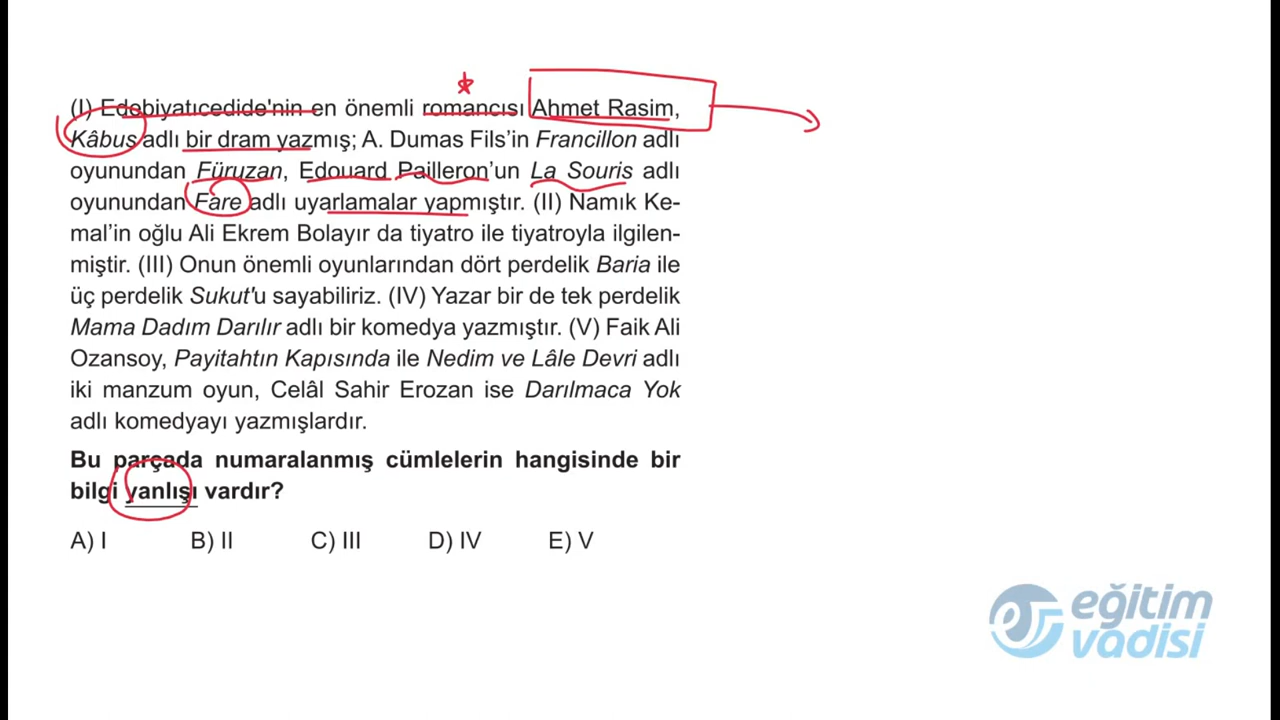 (I) Edebiyatıcedide'nin en önemli romancısı Ahmet Rasim,
Kâbus adlı bir dram yazmış; A. Dumas Fils'in Francillon adlı
oyunundan Füruzan, Edouard Pailleron'un La Souris adlı
oyunundan Fare adlı uyarlamalar yapmıştır. (II) Namık Ke-
mal'in oğlu Ali Ekrem Bolayır da tiyatro ile tiyatroyla ilgilen-
miştir. (III) Onun önemli oyunlarından dört perdelik Baria ile
üç perdelik Sukut'u sayabiliriz. (IV) Yazar bir de tek perdelik
Mama Dadım Darılır adlı bir komedya yazmıştır. (V) Faik Ali
Ozansoy, Payitahtın Kapısında ile Nedim ve Lâle Devri adlı
iki manzum oyun, Celâl Sahir Erozan ise Darılmaca Yok
adlı komedyayı yazmışlardır.
Bu parçada numaralanmış cümlelerin hangisinde bir
bilgi yanlışı vardır?
A) I B) II C) III D) IV E) V
eğitim
vadisi